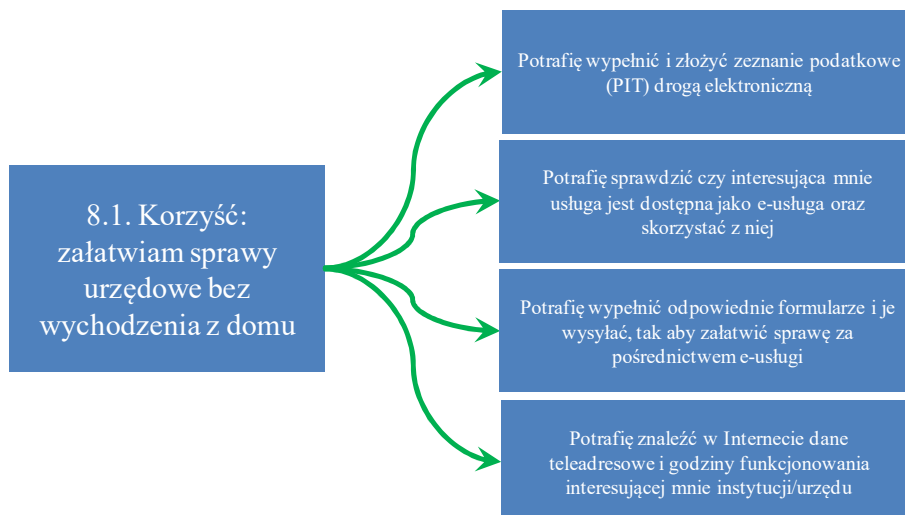 8.1. Korzyść:
załatwiam sprawy
urzędowe bez
wychodzenia z domu
Potrafię wypełnić i złożyć zeznanie podatkowe
(PIT) drogą elektroniczną
Potrafię sprawdzić czy interesująca mnie
usługa jest dostępna jako e-usługa oraz
skorzystać z niej
Potrafię wypełnić odpowiednie formularze i je
wysyłać, tak aby załatwić sprawę za
pośrednictwem e-usługi
Potrafię znaleźć w Internecie dane
teleadresowe i godziny funkcjonowania
interesującej mnie instytucji/urzędu